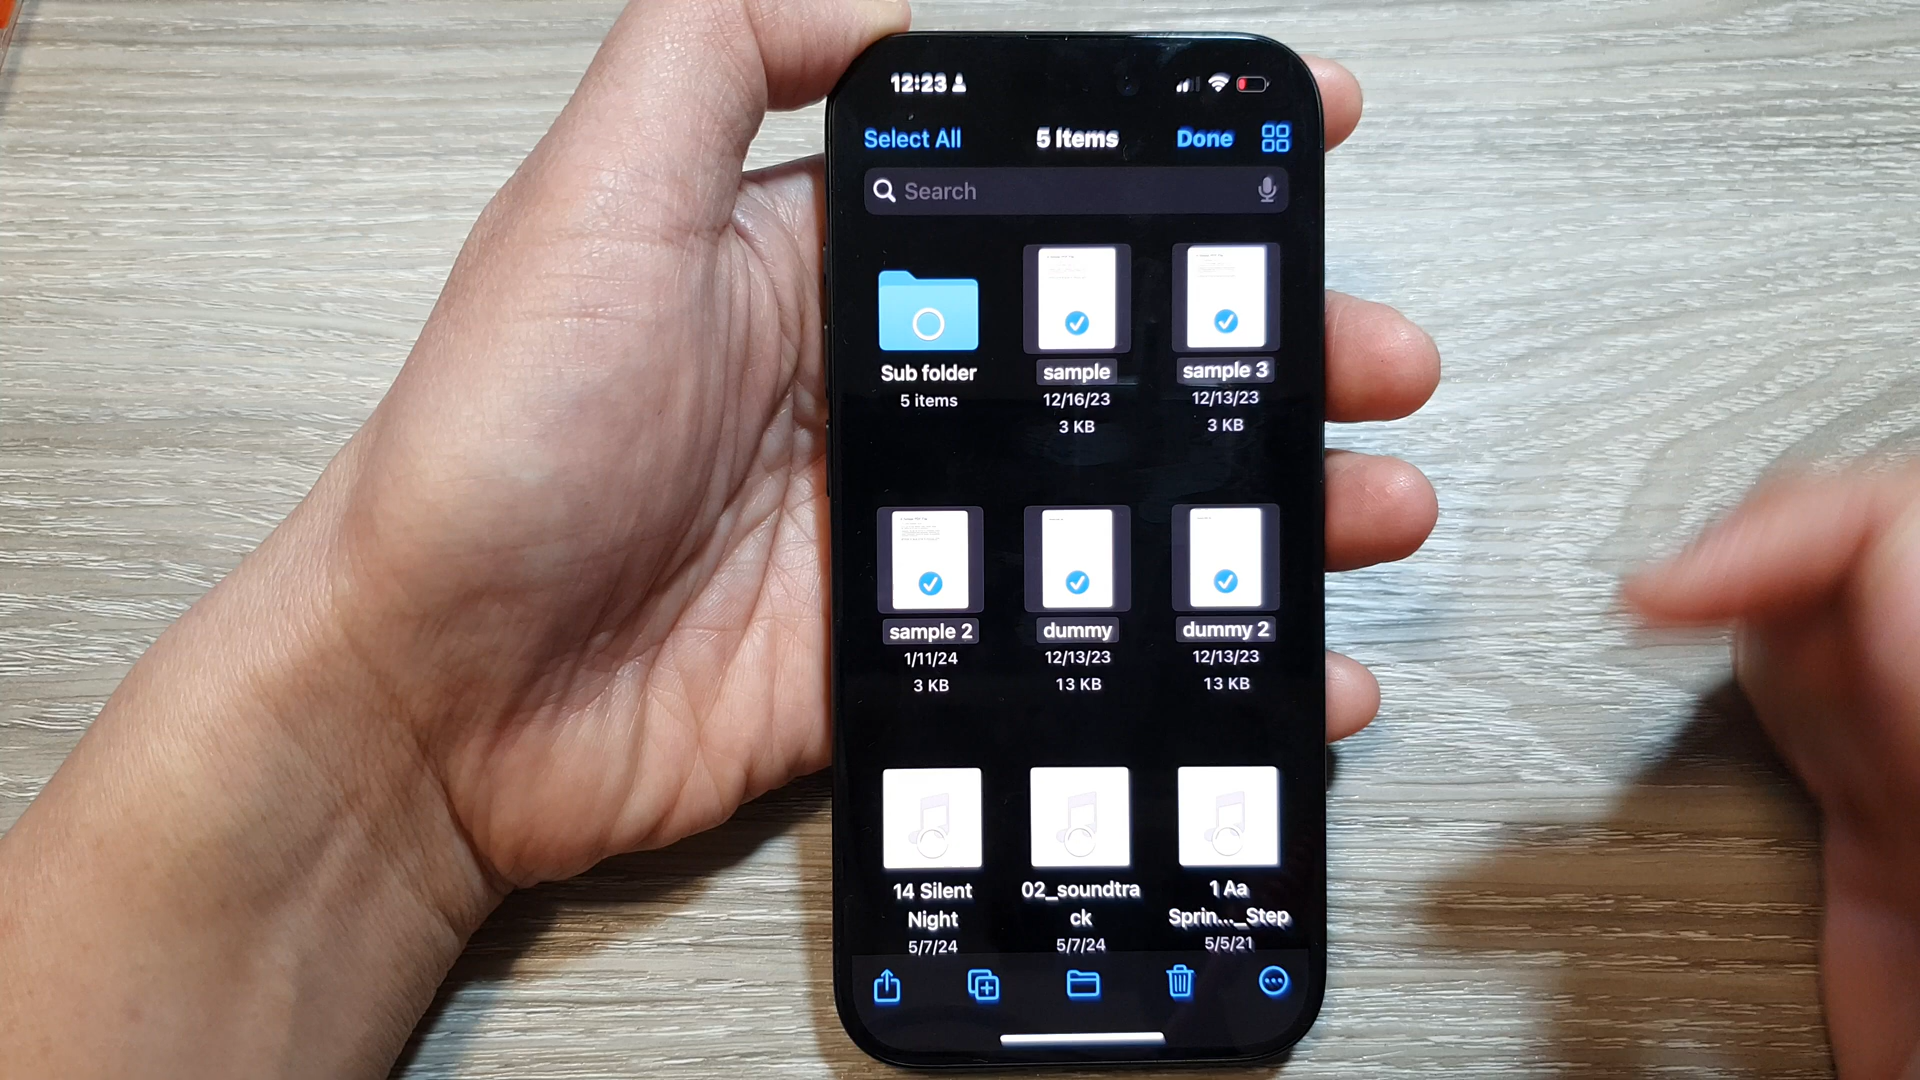 12:23
Select All
5 Items
Done
Search
Sub folder
5 items
sample
12/16/23
3 KB
sample 3
12/13/23
3 KB
sample 2
1/11/24
3 KB
dummy
12/13/23
13 KB
dummy 2
12/13/23
13 KB
14 Silent
Night
5/7/24
02_soundtra
ck
5/7/24
1 Aa
Sprin..._Step
5/5/21